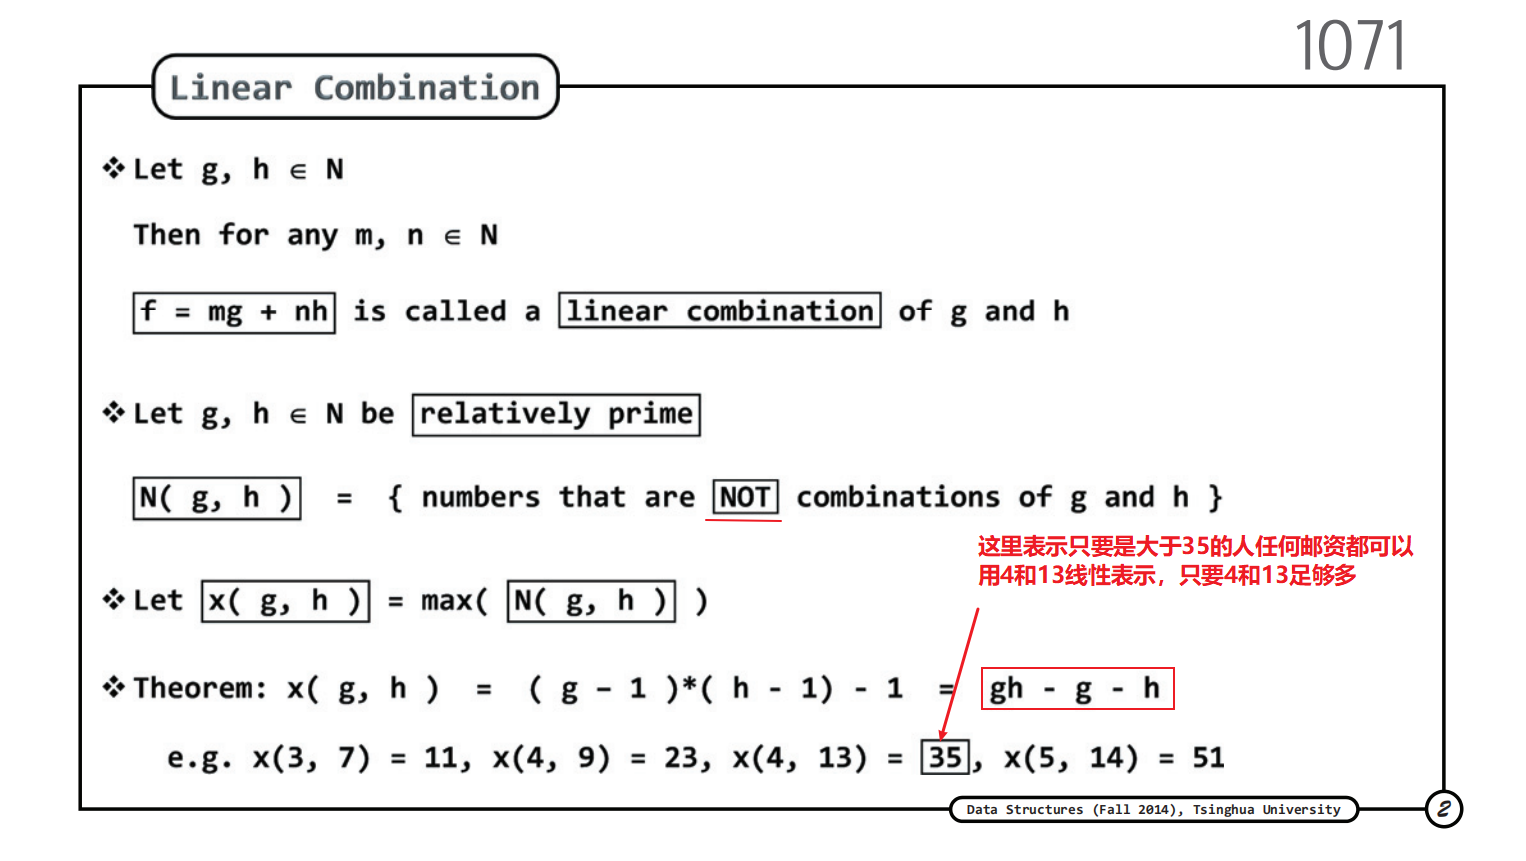 1071
Linear Combination
❖ Let g, h ∈ N
Then for any m, n ∈ N
f = mg + nh is called a linear combination of g and h
❖ Let g, h ∈ N be relatively prime
N( g, h ) = { numbers that are NOT combinations of g and h }
这里表示只要是大于35的人任何邮资都可以
用4和13线性表示，只要4和13足够多
❖ Let x( g, h ) = max( N( g, h ) )
❖ Theorem: x( g, h ) = ( g – 1 )*( h - 1) - 1 = gh - g - h
e.g. x(3, 7) = 11, x(4, 9) = 23, x(4, 13) = 35, x(5, 14) = 51
Data Structures (Fall 2014), Tsinghua University
2